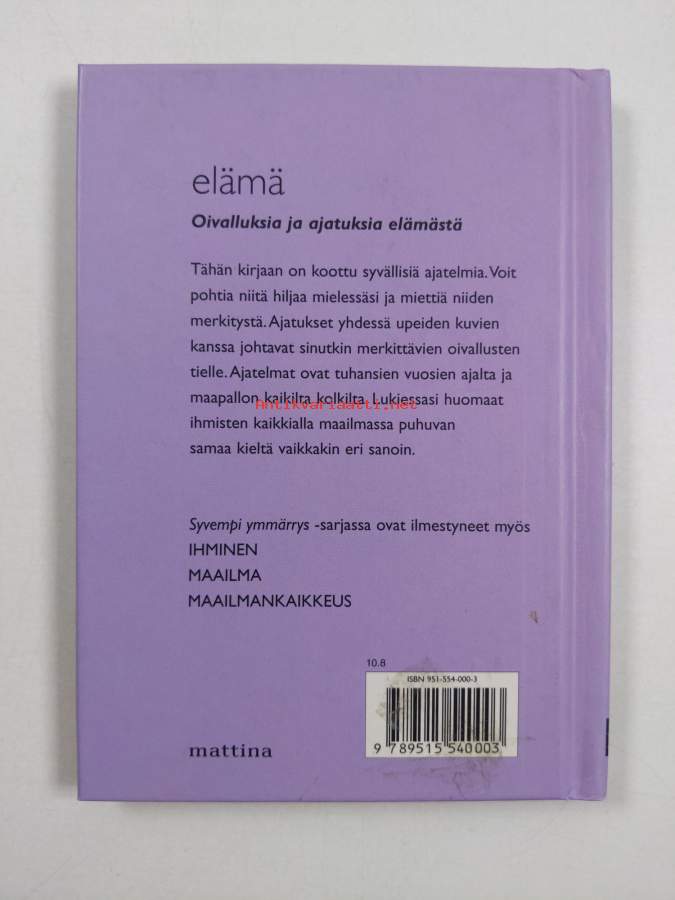 elämä
Oivalluksia ja ajatuksia elämästä
Tähän kirjaan on koottu syvällisiä ajatelmia. Voit
pohtia niitä hiljaa mielessäsi ja miettiä niiden
merkitystä. Ajatukset yhdessä upeiden kuvien
kanssa johtavat sinutkin merkittävien oivallusten
tielle. Ajatelmat ovat tuhansien vuosien ajalta ja
maapallon kaikilta kolkilta. Lukiessasi huomaat
Antikvariaatti.net
ihmisten kaikkialla maailmassa puhuvan
samaa kieltä vaikkakin eri sanoin.
Syvempi ymmärrys -sarjassa ovat ilmestyneet myös
IHMINEN
MAAILMA
MAAILMANKAIKKEUS
10.8
ISBN 951-554-000-3
9 789515 540003
mattina